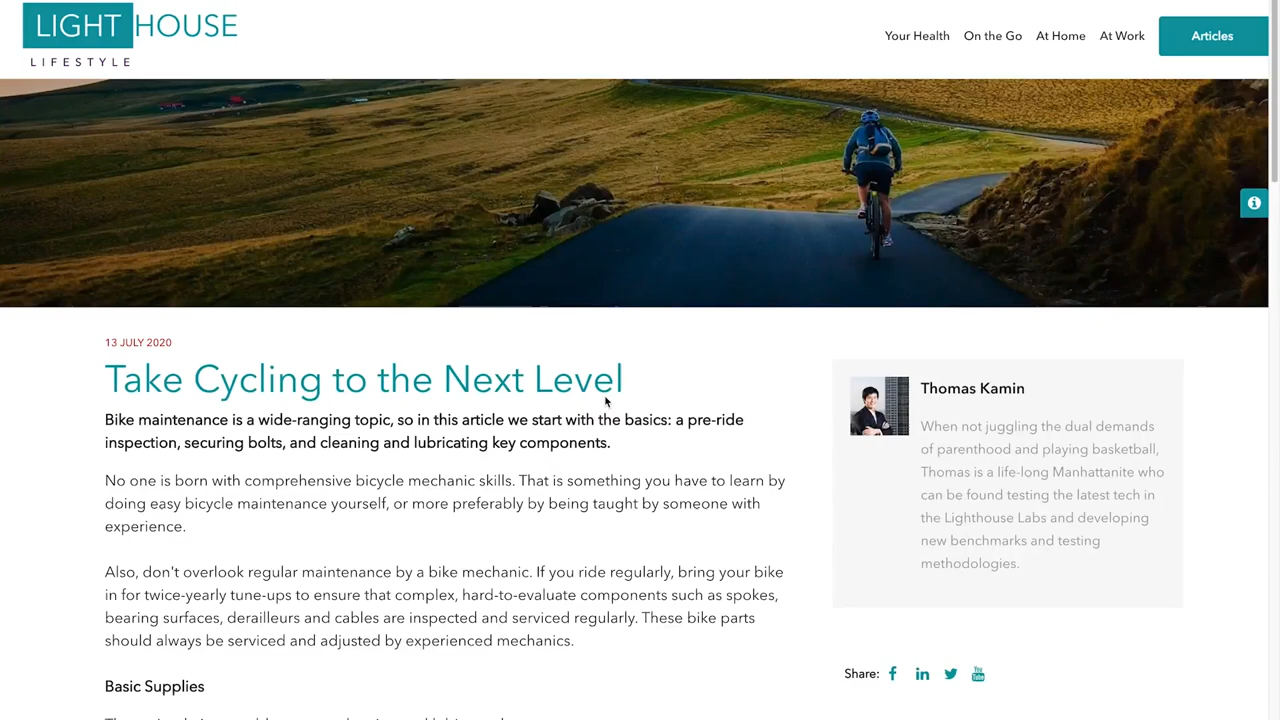 LIGHTHOUSE
LIFESTYLE
Your Health On the Go At Home At Work Articles
13 JULY 2020
Take Cycling to the Next Level
Bike maintenance is a wide-ranging topic, so in this article we start with the basics: a pre-ride
inspection, securing bolts, and cleaning and lubricating key components.
No one is born with comprehensive bicycle mechanic skills. That is something you have to learn by
doing easy bicycle maintenance yourself, or more preferably by being taught by someone with
experience.
Also, don't overlook regular maintenance by a bike mechanic. If you ride regularly, bring your bike
in for twice-yearly tune-ups to ensure that complex, hard-to-evaluate components such as spokes,
bearing surfaces, derailleurs and cables are inspected and serviced regularly. These bike parts
should always be serviced and adjusted by experienced mechanics.
Basic Supplies
Thomas Kamin
When not juggling the dual demands
of parenthood and playing basketball,
Thomas is a life-long Manhattanite who
can be found testing the latest tech in
the Lighthouse Labs and developing
new benchmarks and testing
methodologies.
Share: